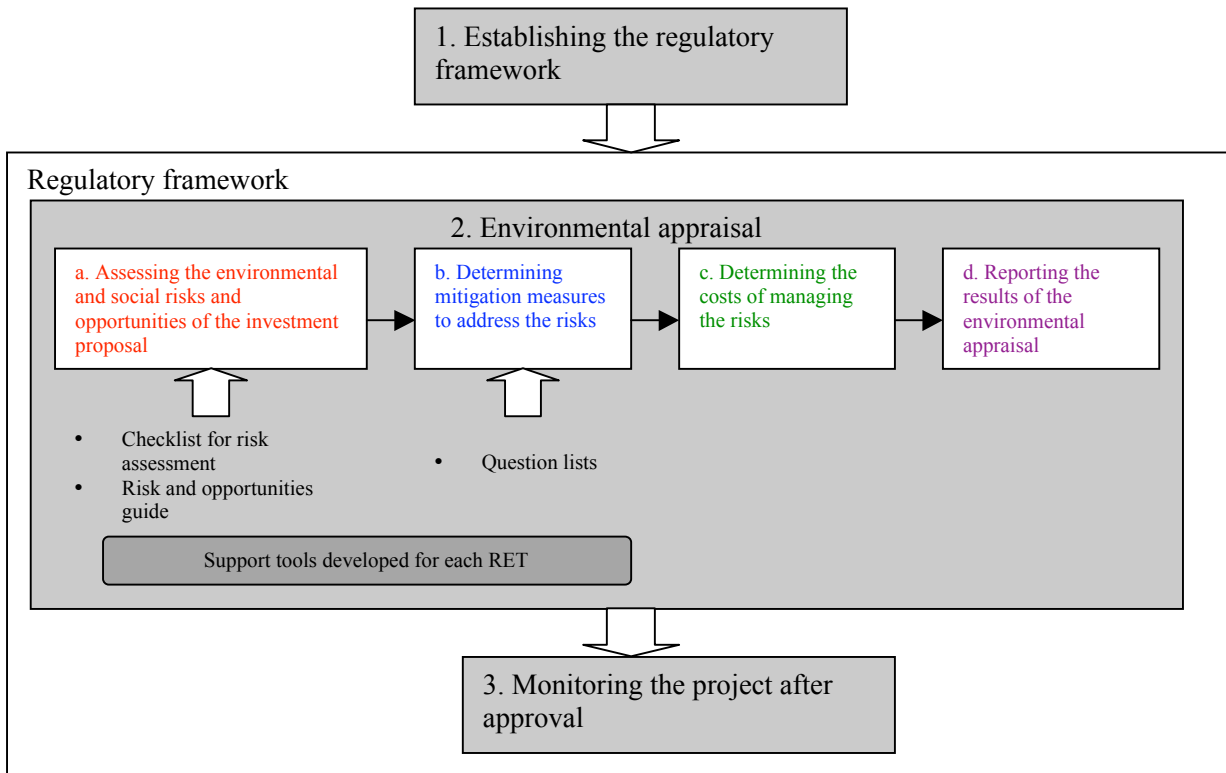 1. Establishing the regulatory
framework
Regulatory framework
2. Environmental appraisal
a. Assessing the environmental
and social risks and
opportunities of the investment
proposal
b. Determining
mitigation measures
to address the risks
c. Determining the
costs of managing
the risks
d. Reporting the
results of the
environmental
appraisal
• Checklist for risk
assessment
• Risk and opportunities
guide
• Question lists
Support tools developed for each RET
3. Monitoring the project after
approval